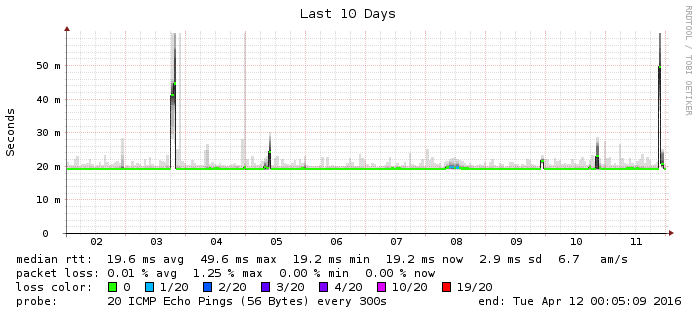 Last 10 Days
RRDTOOL / TOBI OETIKER
Seconds
50 m
40 m
30 m
20 m
10 m
0
02 03 04 05 06 07 08 09 10 11
median rtt: 19.6 ms avg 49.6 ms max 19.2 ms min 19.2 ms now 2.9 ms sd 6.7 am/s
packet loss: 0.01 % avg 1.25 % max 0.00 % min 0.00 % now
loss color: 0 1/20 2/20 3/20 4/20 10/20 19/20
probe: 20 ICMP Echo Pings (56 Bytes) every 300s end: Tue Apr 12 00:05:09 2016